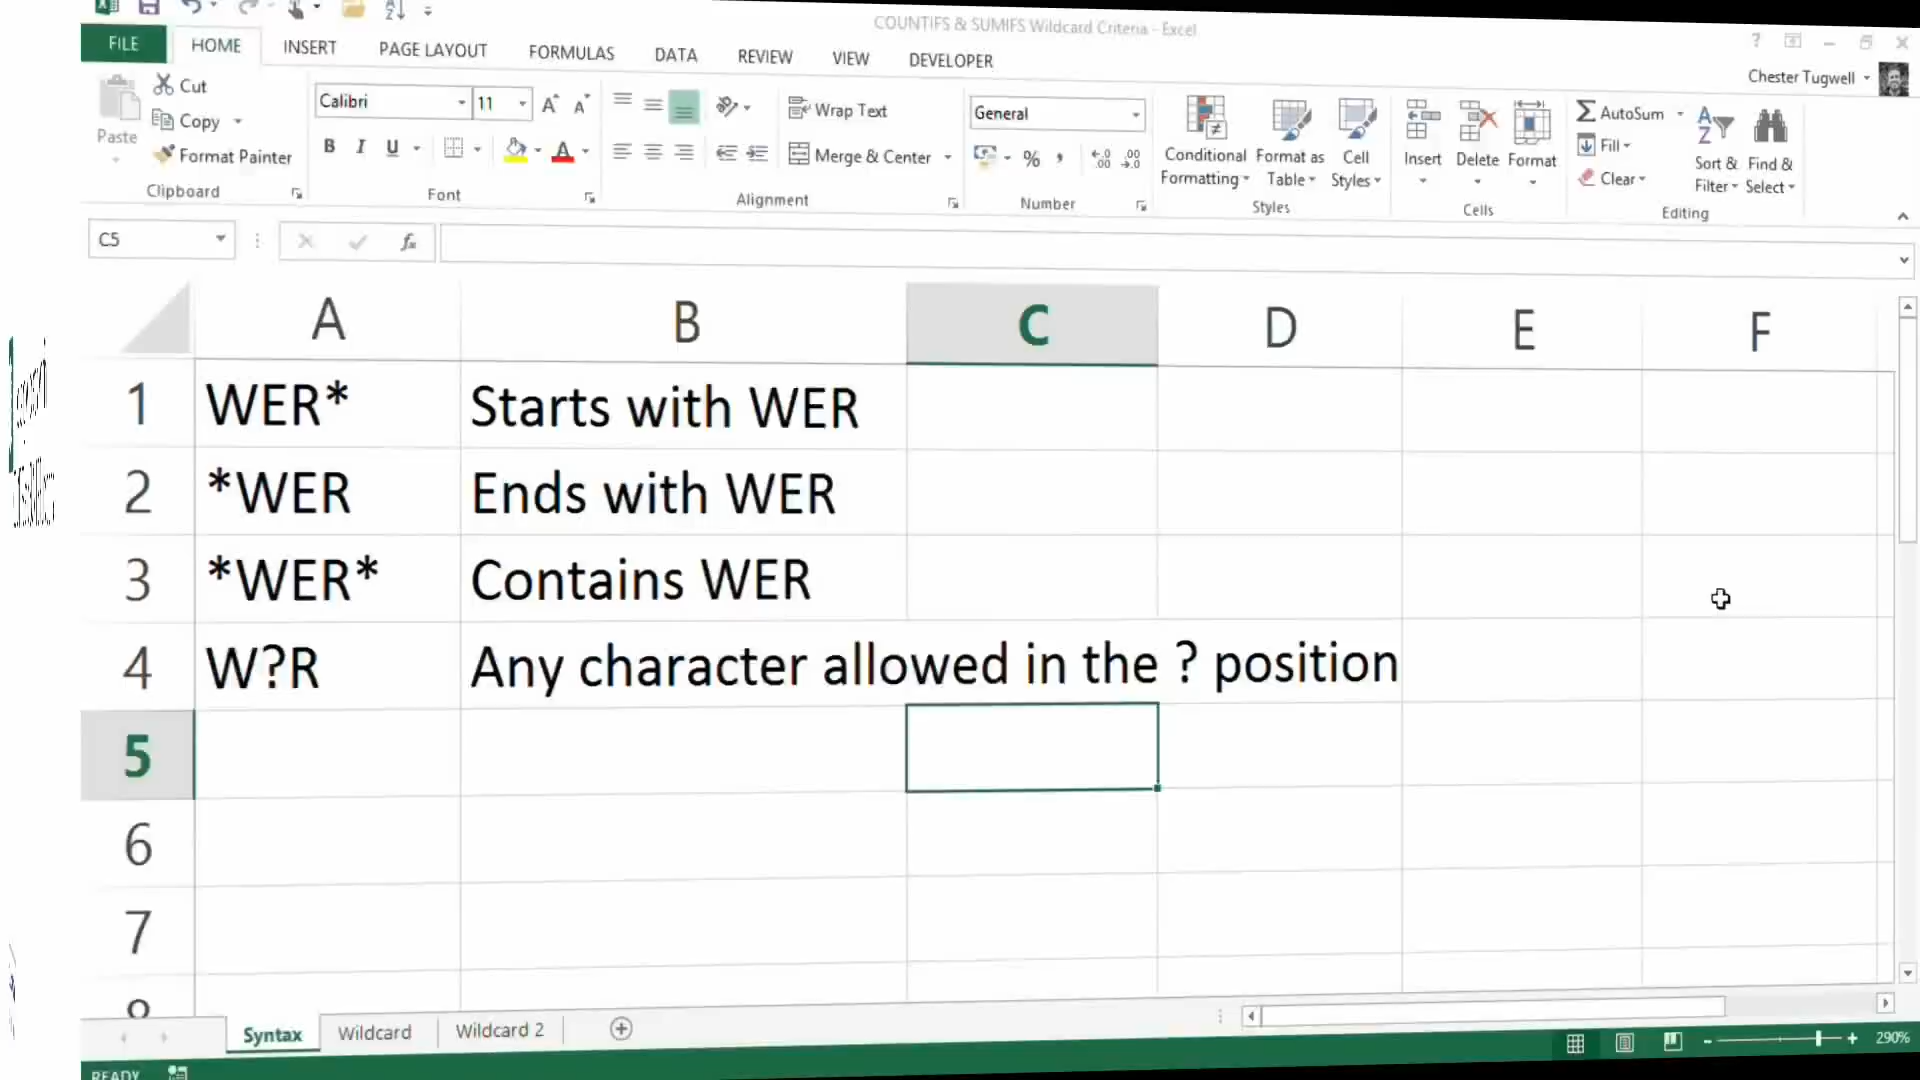 COUNTIFS & SUMIFS Wildcard Criteria - Excel
FILE HOME INSERT PAGE LAYOUT FORMULAS DATA REVIEW VIEW DEVELOPER
Chester Tugwell
Paste
Cut
Copy
Format Painter
Clipboard
Calibri 11
B I U
Font
Wrap Text
Merge & Center
Alignment
General
%
Number
Conditional Formatting
Format as Table
Cell Styles
Styles
Insert
Delete
Format
Cells
AutoSum
Fill
Clear
Sort & Filter
Find & Select
Editing
C5
fx
A B C D E F
1 WER* Starts with WER
2 *WER Ends with WER
3 *WER* Contains WER
4 W?R Any character allowed in the ? position
5
6
7
8
Syntax Wildcard Wildcard 2
READY
290%